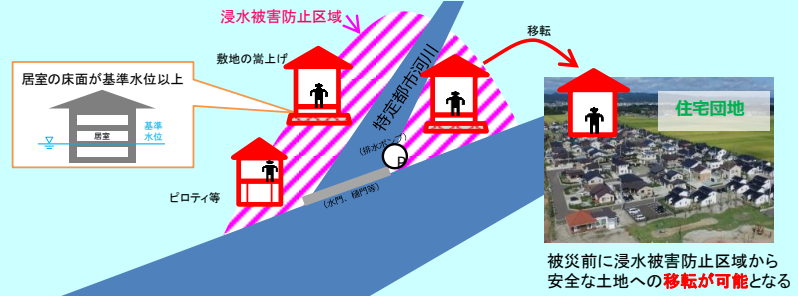 浸水被害防止区域
移転
敷地の嵩上げ
居室の床面が基準水位以上
居室
基準
水位
特定都市河川
住宅団地
(排水ポンプ)
P
ピロティ等
(水門、樋門等)
被災前に浸水被害防止区域から
安全な土地への移転が可能となる